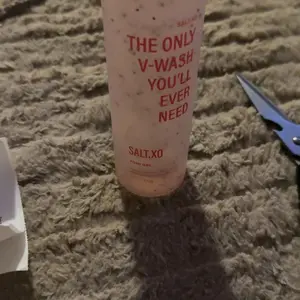 THE ONLY
V-WASH
YOU'LL
EVER
NEED
SALT.XO